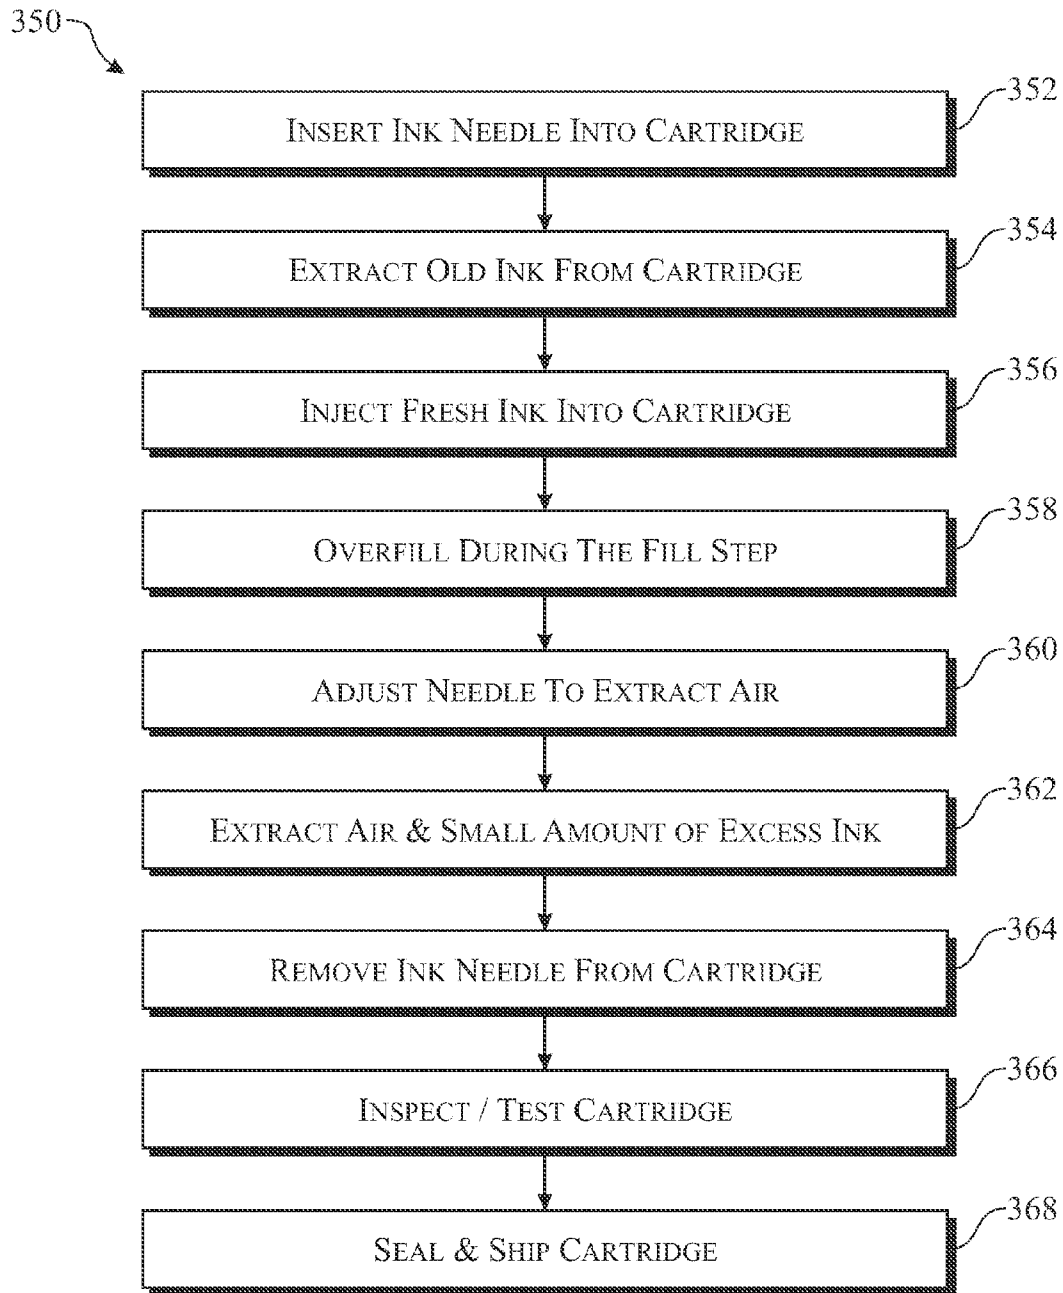 350
352
INSERT INK NEEDLE INTO CARTRIDGE
354
EXTRACT OLD INK FROM CARTRIDGE
356
INJECT FRESH INK INTO CARTRIDGE
358
OVERFILL DURING THE FILL STEP
360
ADJUST NEEDLE TO EXTRACT AIR
362
EXTRACT AIR & SMALL AMOUNT OF EXCESS INK
364
REMOVE INK NEEDLE FROM CARTRIDGE
366
INSPECT / TEST CARTRIDGE
368
SEAL & SHIP CARTRIDGE